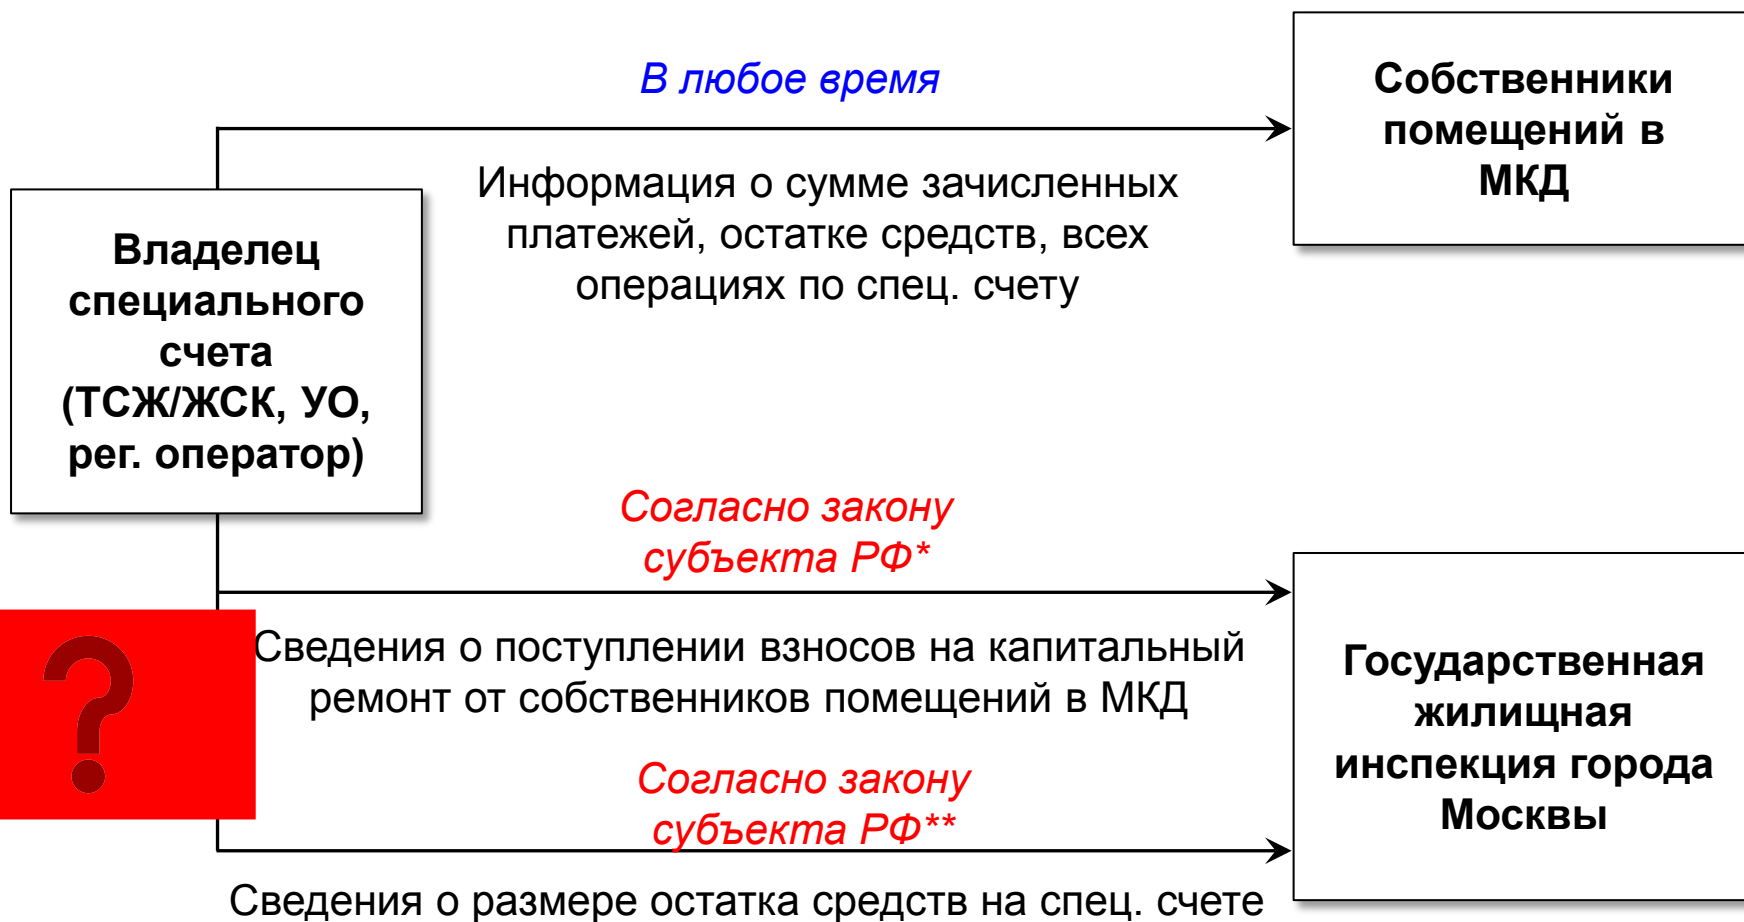 В любое время
Собственники
помещений в
МКД
Информация о сумме зачисленных
платежей, остатке средств, всех
операциях по спец. счету
Владелец
специального
счета
(ТСЖ/ЖСК, УО,
рег. оператор)
Согласно закону
субъекта РФ*
Сведения о поступлении взносов на капитальный
ремонт от собственников помещений в МКД
?
Государственная
жилищная
инспекция города
Москвы
Согласно закону
субъекта РФ**
Сведения о размере остатка средств на спец. счете